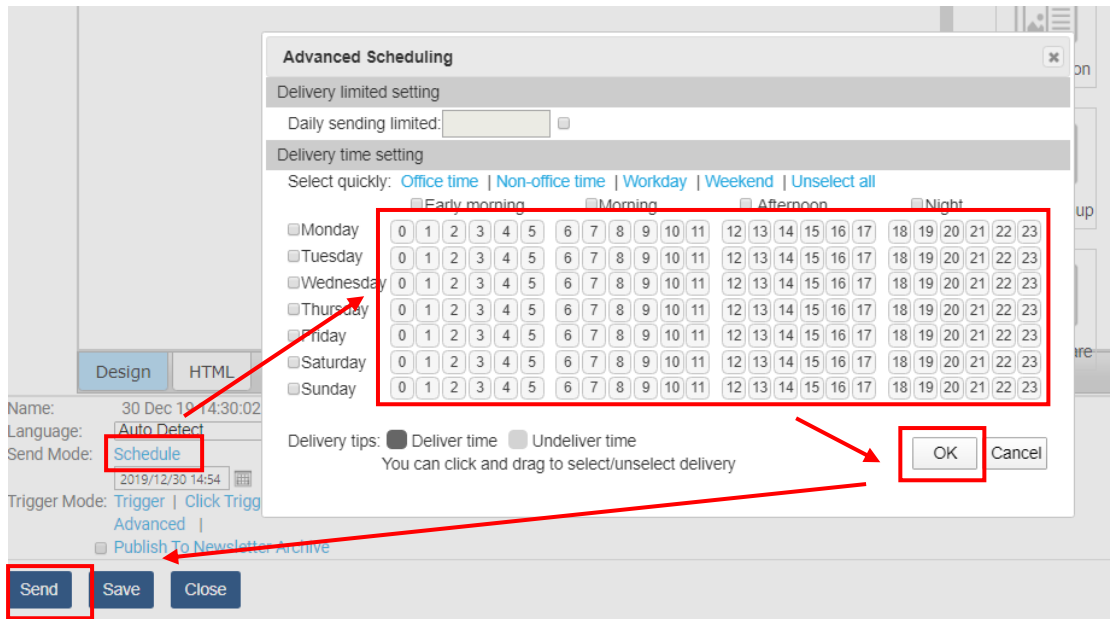 Advanced Scheduling
on
Delivery limited setting
Daily sending limited:
Delivery time setting
Select quickly: Office time | Non-office time | Workday | Weekend | Unselect all
Early morning Morning Afternoon Night
up
Monday 0 1 2 3 4 5 6 7 8 9 10 11 12 13 14 15 16 17 18 19 20 21 22 23
Tuesday 0 1 2 3 4 5 6 7 8 9 10 11 12 13 14 15 16 17 18 19 20 21 22 23
Wednesday 0 1 2 3 4 5 6 7 8 9 10 11 12 13 14 15 16 17 18 19 20 21 22 23
Thursday 0 1 2 3 4 5 6 7 8 9 10 11 12 13 14 15 16 17 18 19 20 21 22 23
Friday 0 1 2 3 4 5 6 7 8 9 10 11 12 13 14 15 16 17 18 19 20 21 22 23
Saturday 0 1 2 3 4 5 6 7 8 9 10 11 12 13 14 15 16 17 18 19 20 21 22 23
Sunday 0 1 2 3 4 5 6 7 8 9 10 11 12 13 14 15 16 17 18 19 20 21 22 23
Delivery tips: Deliver time Undeliver time
You can click and drag to select/unselect delivery
OK Cancel
re
Design HTML
Name: 30 Dec 19 14:30:02
Language: Auto Detect
Send Mode: Schedule
2019/12/30 14:54
Trigger Mode: Trigger | Click Trigg
Advanced |
Publish To Newsletter Archive
Send Save Close